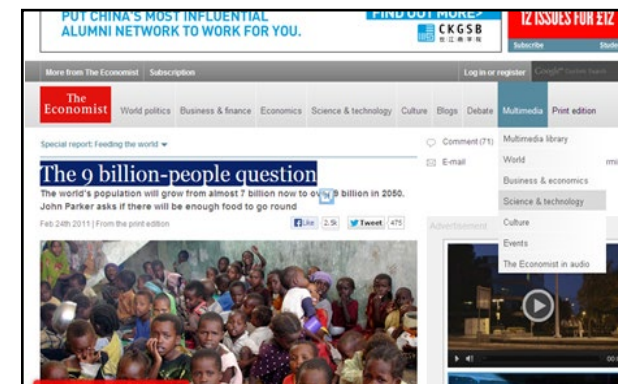 PUT CHINA'S MOST INFLUENTIAL
ALUMNI NETWORK TO WORK FOR YOU.
FIND OUT MORE>
CKGSB
长江商学院
12 ISSUES FOR £12
Subscribe
More from The Economist Subscription
Log in or register
The
Economist
World politics Business & finance Economics Science & technology Culture Blogs Debate Multimedia Print edition
Special report: Feeding the world
Comment (71)
E-mail
Multimedia library
World
Business & economics
Science & technology
Culture
Events
The Economist in audio
The 9 billion-people question
The world's population will grow from almost 7 billion now to over 9 billion in 2050.
John Parker asks if there will be enough food to go round
Feb 24th 2011 | From the print edition
Like 2.5k Tweet 475
Advertisement